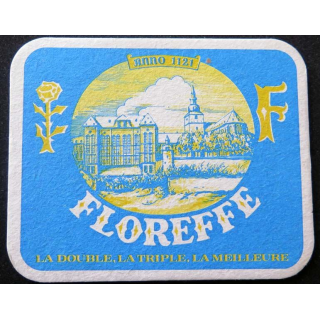 ANNO 1121
F
FLOREFFE
LA DOUBLE, LA TRIPLE, LA MEILLEURE